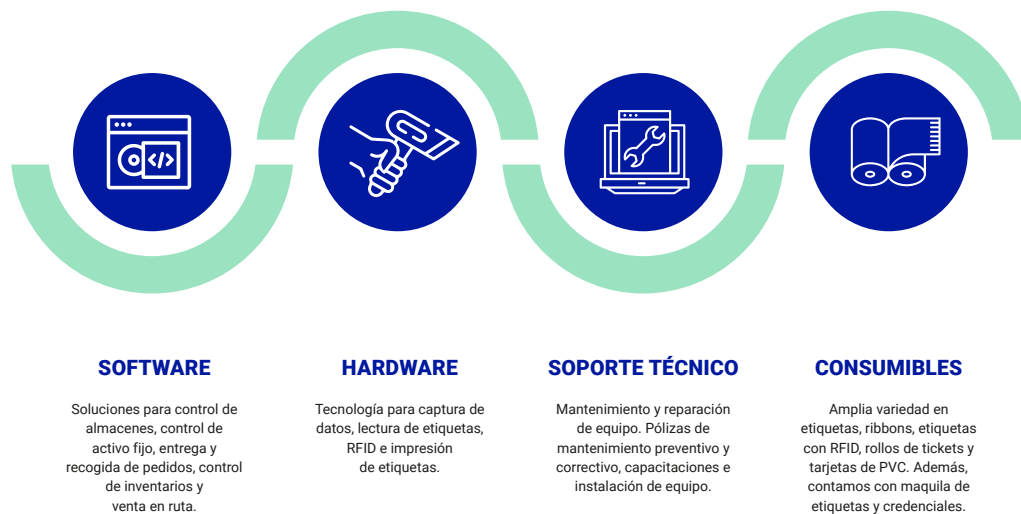 </>
SOFTWARE
Soluciones para control de
almacenes, control de
activo fijo, entrega y
recogida de pedidos, control
de inventarios y
venta en ruta.
HARDWARE
Tecnología para captura de
datos, lectura de etiquetas,
RFID e impresión
de etiquetas.
SOPORTE TÉCNICO
Mantenimiento y reparación
de equipo. Pólizas de
mantenimiento preventivo y
correctivo, capacitaciones e
instalación de equipo.
CONSUMIBLES
Amplia variedad en
etiquetas, ribbons, etiquetas
con RFID, rollos de tickets y
tarjetas de PVC. Además,
contamos con maquila de
etiquetas y credenciales.